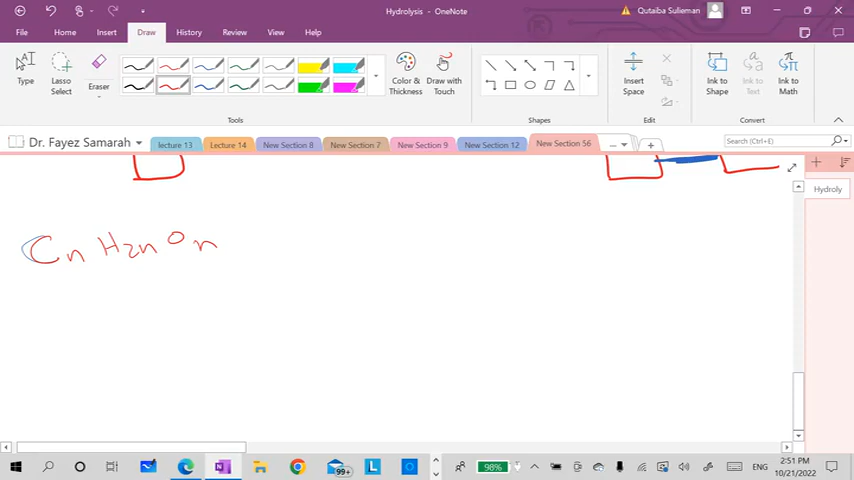 Hydrolysis - OneNote
Qutaiba Sulieman
File Home Insert Draw History Review View Help
Type
Lasso Select
Eraser
Color & Thickness
Draw with Touch
Insert Space
Ink to Shape
Ink to Text
Ink to Math
Tools Shapes Edit Convert
Dr. Fayez Samarah lecture 13 Lecture 14 New Section 8 New Section 7 New Section 9 New Section 12 New Section 56 Search (Ctrl+E)
Hydroly
Cn H2n On
99+ L 98% ENG 2:51 PM
10/21/2022